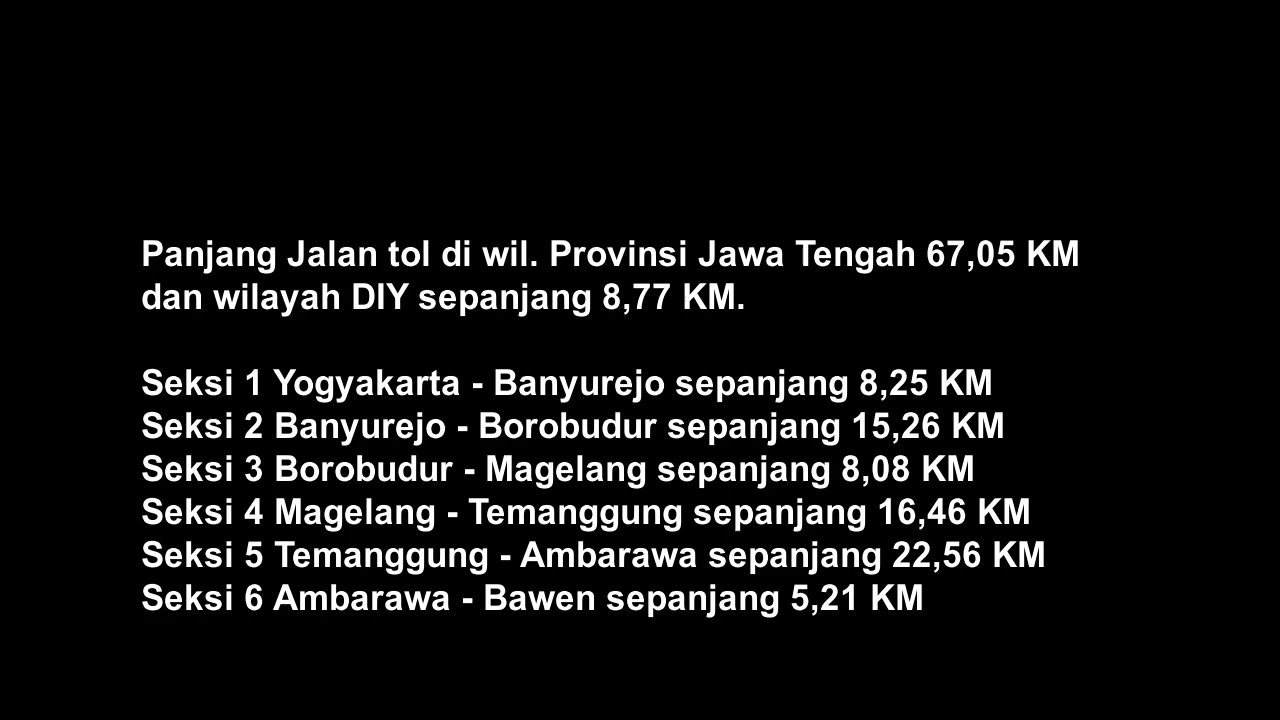 Panjang Jalan tol di wil. Provinsi Jawa Tengah 67,05 KM
dan wilayah DIY sepanjang 8,77 KM.
Seksi 1 Yogyakarta - Banyurejo sepanjang 8,25 KM
Seksi 2 Banyurejo - Borobudur sepanjang 15,26 KM
Seksi 3 Borobudur - Magelang sepanjang 8,08 KM
Seksi 4 Magelang - Temanggung sepanjang 16,46 KM
Seksi 5 Temanggung - Ambarawa sepanjang 22,56 KM
Seksi 6 Ambarawa - Bawen sepanjang 5,21 KM